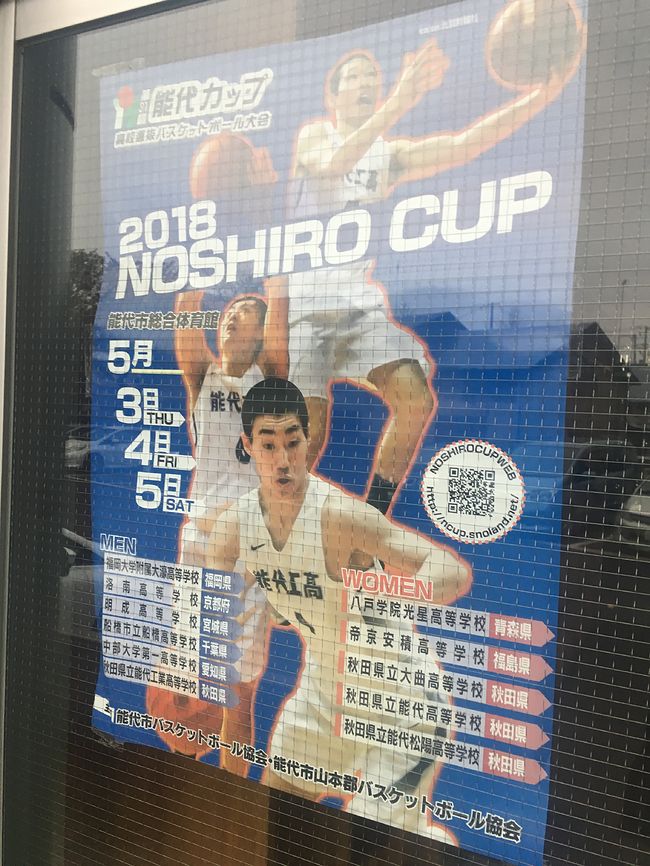 能代カップ
高校選抜バスケットボール大会
2018
NOSHIRO CUP
能代市総合体育館
5月
3日THU
4日FRI
5日SAT
NOSHIROCUPWEB
http://ncup.snoland.net/
MEN
福岡大学附属大濠高等学校 福岡県
洛南高等学校 京都府
明成高等学校 宮城県
船橋市立船橋高等学校 千葉県
中部大学第一高等学校 愛知県
秋田県立能代工業高等学校 秋田県
能代工高
WOMEN
八戸学院光星高等学校 青森県
帝京安積高等学校 福島県
秋田県立大曲高等学校 秋田県
秋田県立能代高等学校 秋田県
秋田県立能代松陽高等学校 秋田県
能代市バスケットボール協会・能代市山本郡バスケットボール協会